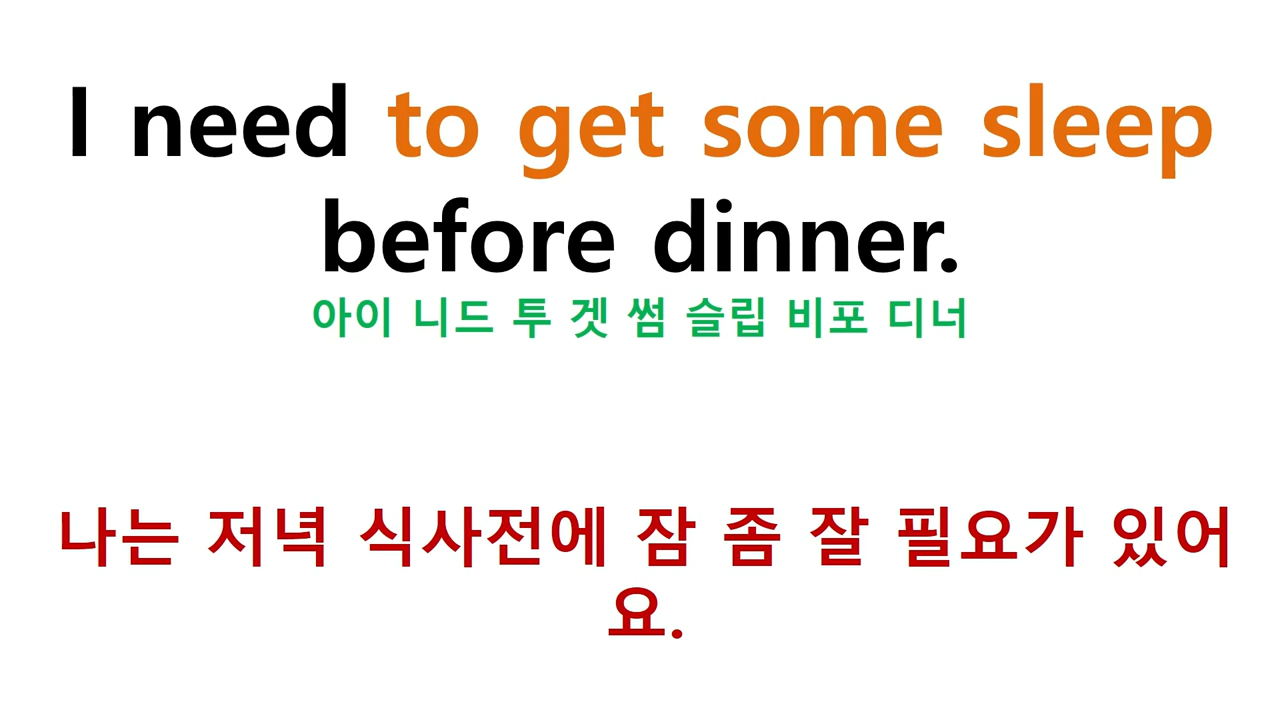 I need to get some sleep
before dinner.
아이 니드 투 겟 썸 슬립 비포 디너
나는 저녁 식사전에 잠 좀 잘 필요가 있어
요.